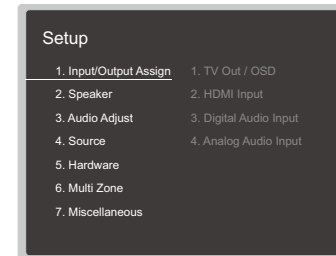 Setup
1. Input/Output Assign
2. Speaker
3. Audio Adjust
4. Source
5. Hardware
6. Multi Zone
7. Miscellaneous
1. TV Out / OSD
2. HDMI Input
3. Digital Audio Input
4. Analog Audio Input